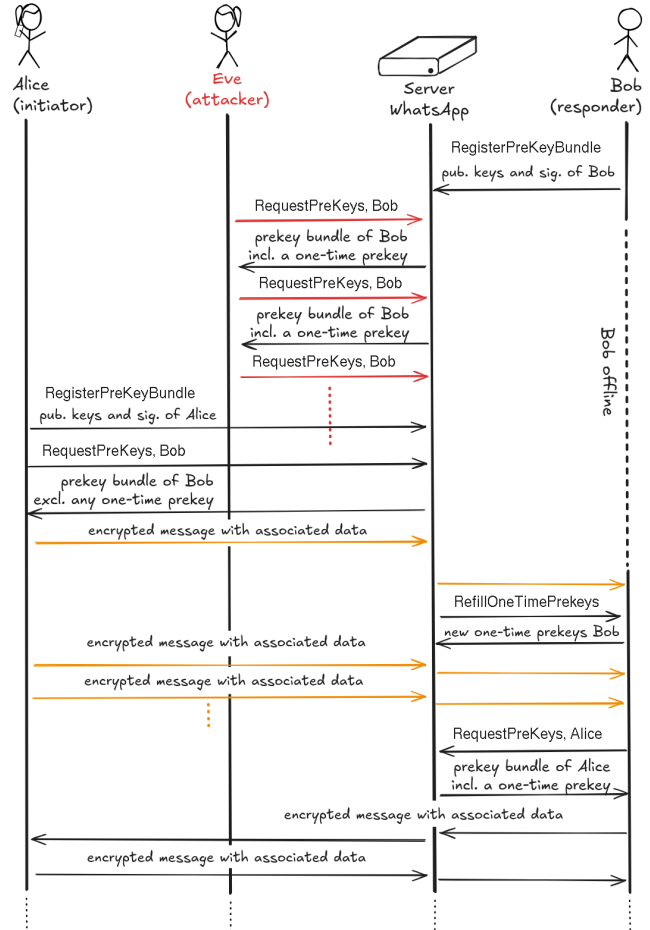 Alice
(initiator)
Eve
(attacker)
Server
WhatsApp
Bob
(responder)
RegisterPreKeyBundle
pub. keys and sig. of Bob
RequestPreKeys, Bob
prekey bundle of Bob
incl. a one-time prekey
RequestPreKeys, Bob
prekey bundle of Bob
incl. a one-time prekey
RequestPreKeys, Bob
Bob offline
RegisterPreKeyBundle
pub. keys and sig. of Alice
RequestPreKeys, Bob
prekey bundle of Bob
excl. any one-time prekey
encrypted message with associated data
RefillOneTimePrekeys
new one-time prekeys Bob
encrypted message with associated data
encrypted message with associated data
RequestPreKeys, Alice
prekey bundle of Alice
incl. a one-time prekey
encrypted message with associated data
encrypted message with associated data